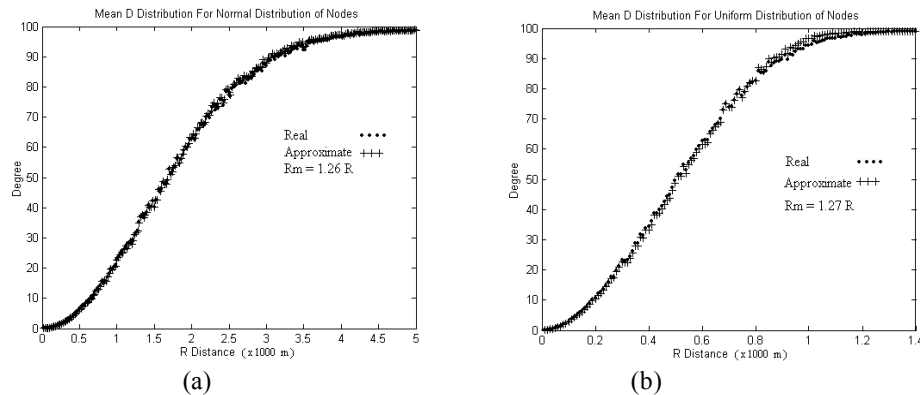 Mean D Distribution For Normal Distribution of Nodes
100
90
80
70
60
50
40
30
20
10
0
Degree
Real
Approximate
Rm = 1.26 R
0 0.5 1 1.5 2 2.5 3 3.5 4 4.5 5
R Distance (x1000 m)
(a)
Mean D Distribution For Uniform Distribution of Nodes
100
90
80
70
60
50
40
30
20
10
0
Degree
Real
Approximate
Rm = 1.27 R
0 0.2 0.4 0.6 0.8 1 1.2 1.4
R Distance (x1000 m)
(b)